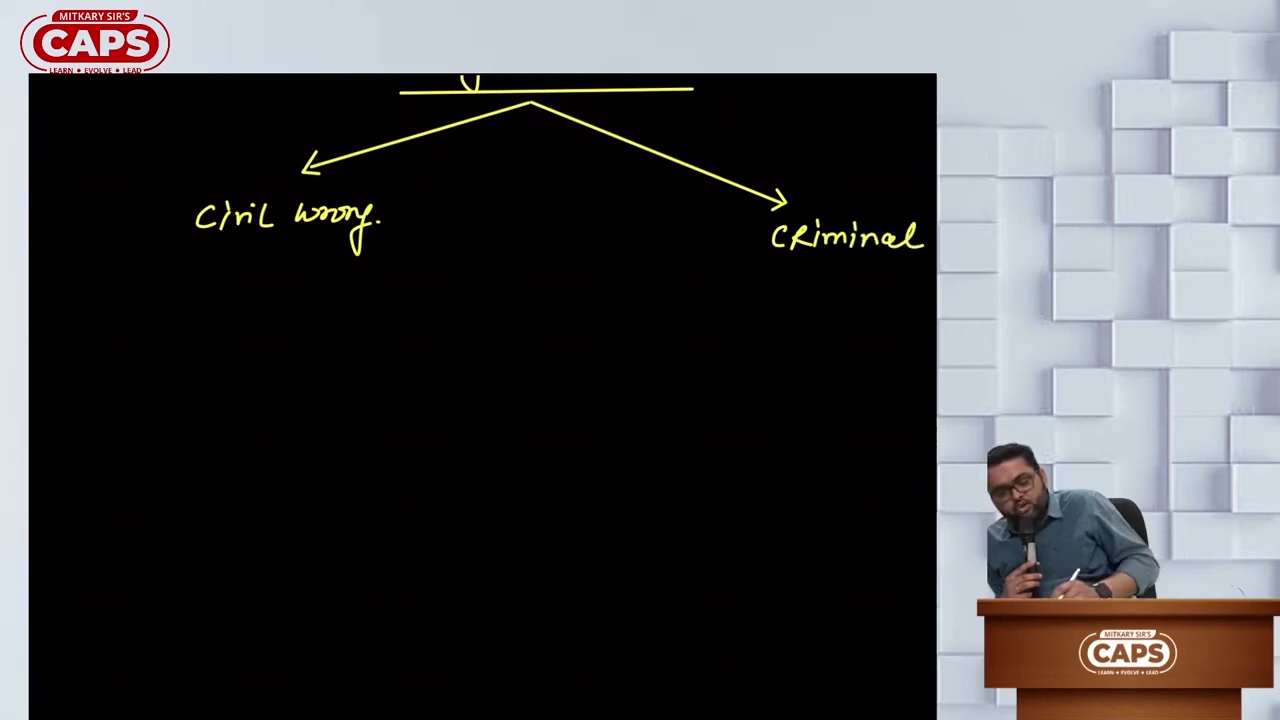 MITKARY SIR'S
CAPS
LEARN • EVOLVE • LEAD
Civil wrong.
CRiminal
MITKARY SIR'S
CAPS
LEARN • EVOLVE • LEAD